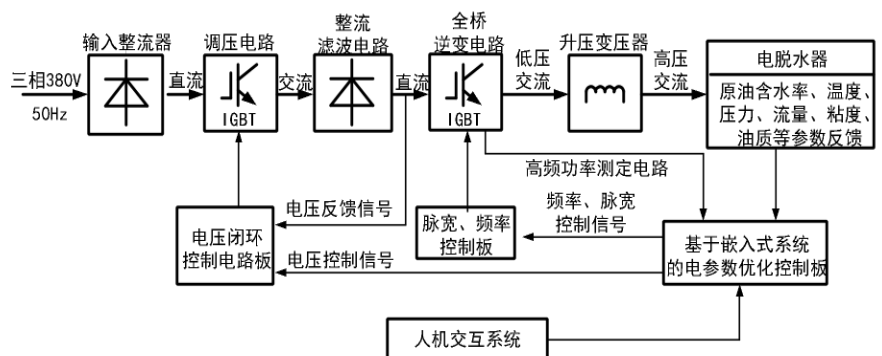 三相380V
50Hz
输入整流器
直流
调压电路
IGBT
交流
整流
滤波电路
直流
全桥
逆变电路
IGBT
低压
交流
升压变压器
高压
交流
电脱水器
原油含水率、温度、
压力、流量、粘度、
油质等参数反馈
高频功率测定电路
电压反馈信号
频率、脉宽
控制信号
电压闭环
控制电路板
脉宽、频率
控制板
基于嵌入式系统
的电参数优化控制板
电压控制信号
人机交互系统